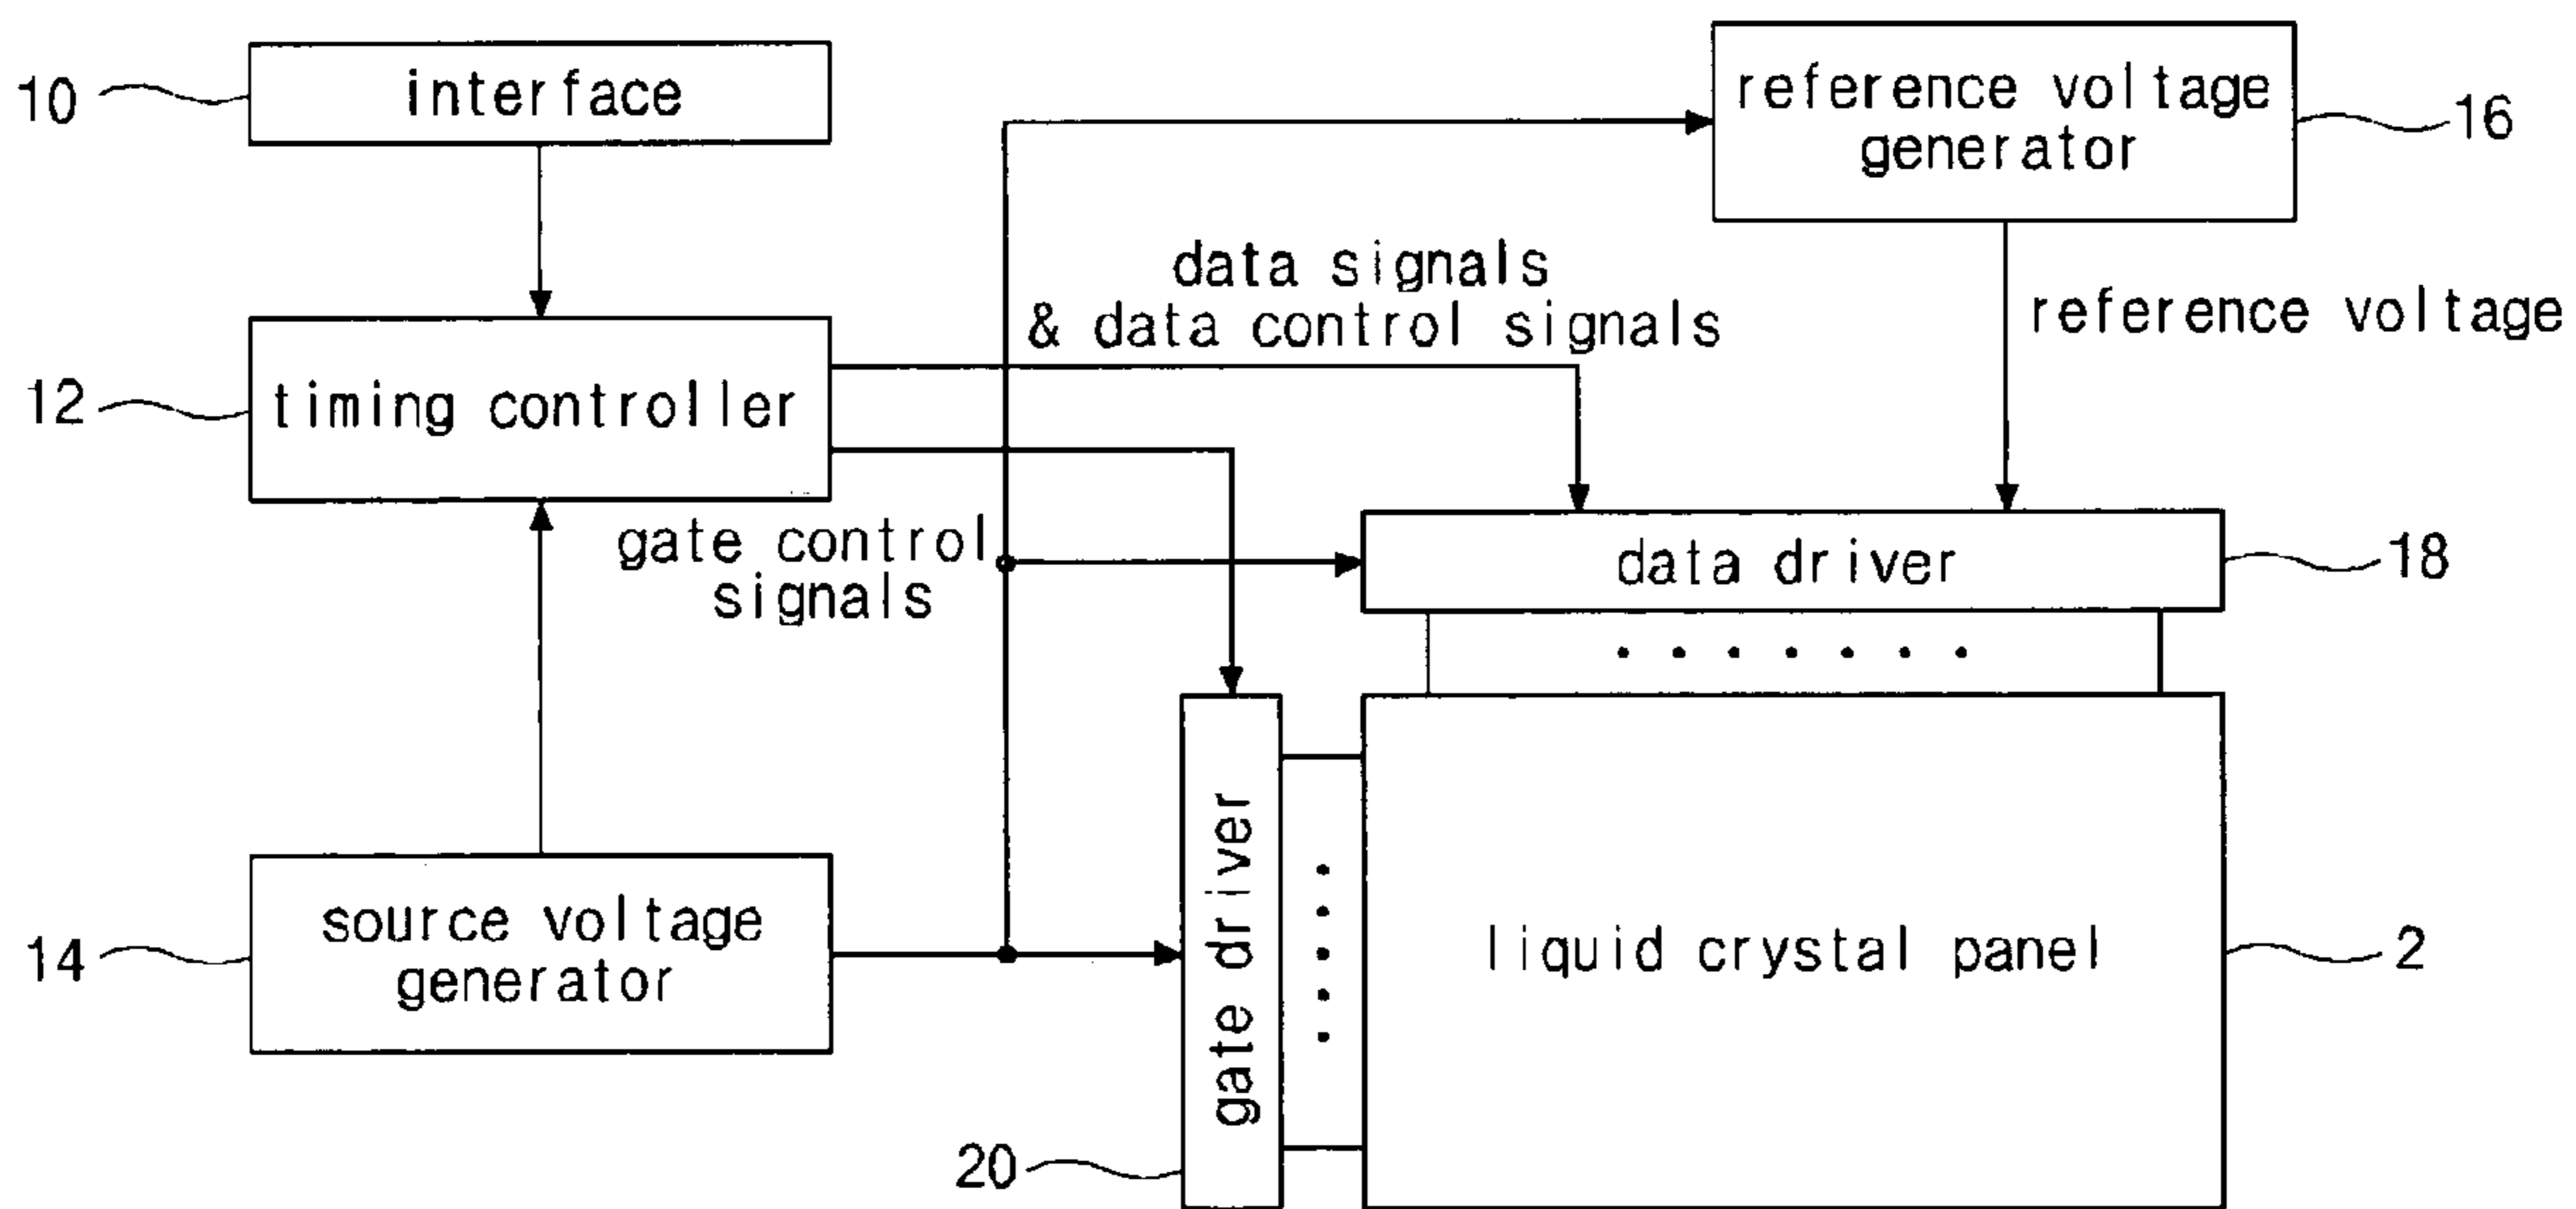 10
interface
reference voltage
generator
16
data signals
& data control signals
reference voltage
12
timing controller
gate control
signals
data driver
18
14
source voltage
generator
gate driver
liquid crystal panel
2
20